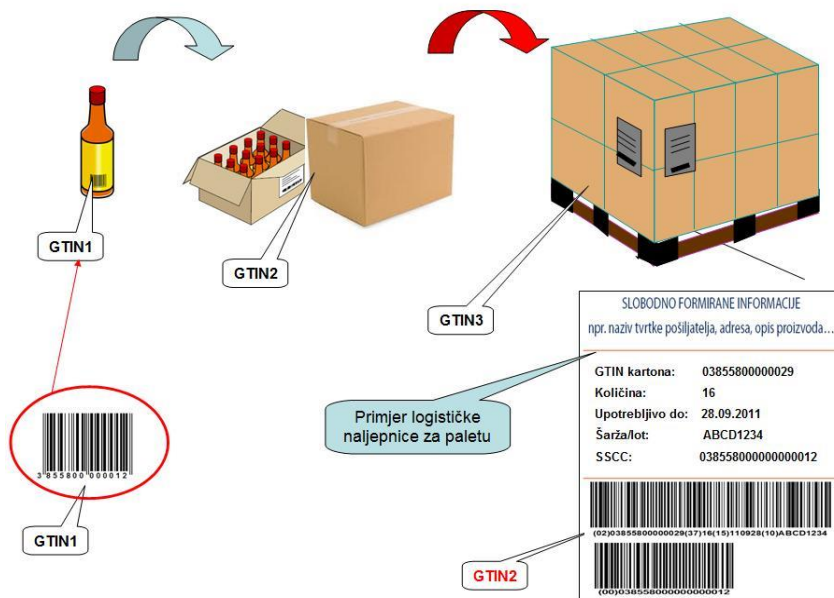 GTIN1
GTIN2
GTIN3
SLOBODNO FORMIRANE INFORMACIJE
npr. naziv tvrtke pošiljatelja, adresa, opis proizvoda...
GTIN kartona: 03855800000029
Količina: 16
Upotrebljivo do: 28.09.2011
Šarža/lot: ABCD1234
SSCC: 038558000000000012
Primjer logističke
naljepnice za paletu
3 855800 000012
GTIN1
(02)03855800000029(37)16(15)110928(10)ABCD1234
GTIN2
(00)038558000000000012